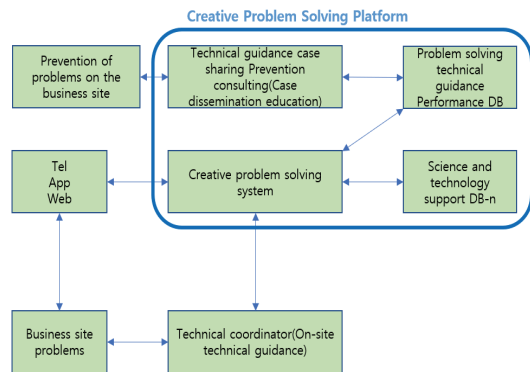 Creative Problem Solving Platform
Prevention of
problems on the
business site
Technical guidance case
sharing Prevention
consulting(Case
dissemination education)
Problem solving
technical
guidance
Performance DB
Tel
App
Web
Creative problem solving
system
Science and
technology
support DB-n
Business site
problems
Technical coordinator(On-site
technical guidance)